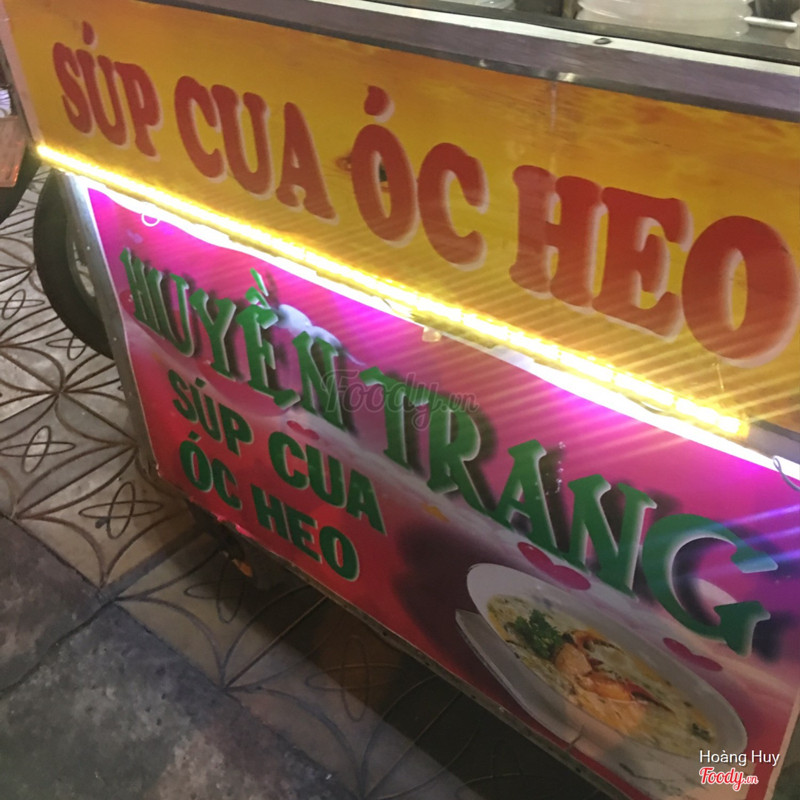 SÚP CUA ÓC HEO
HUYỀN TRANG
SÚP CUA
ÓC HEO
Foody.vn
Hoàng Huy
Foody.vn